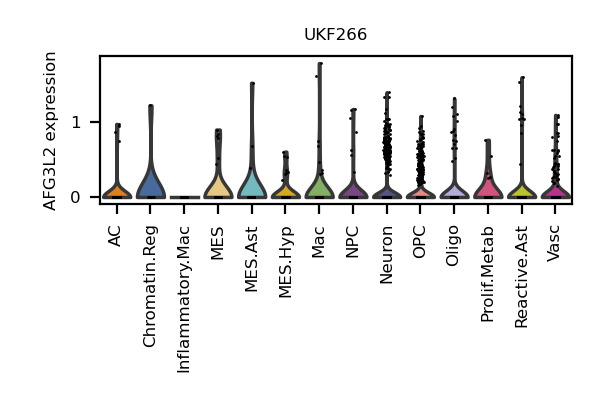 UKF266
AFG3L2 expression
1
0
AC
Chromatin.Reg
Inflammatory.Mac
MES
MES.Ast
MES.Hyp
Mac
NPC
Neuron
OPC
Oligo
Prolif.Metab
Reactive.Ast
Vasc